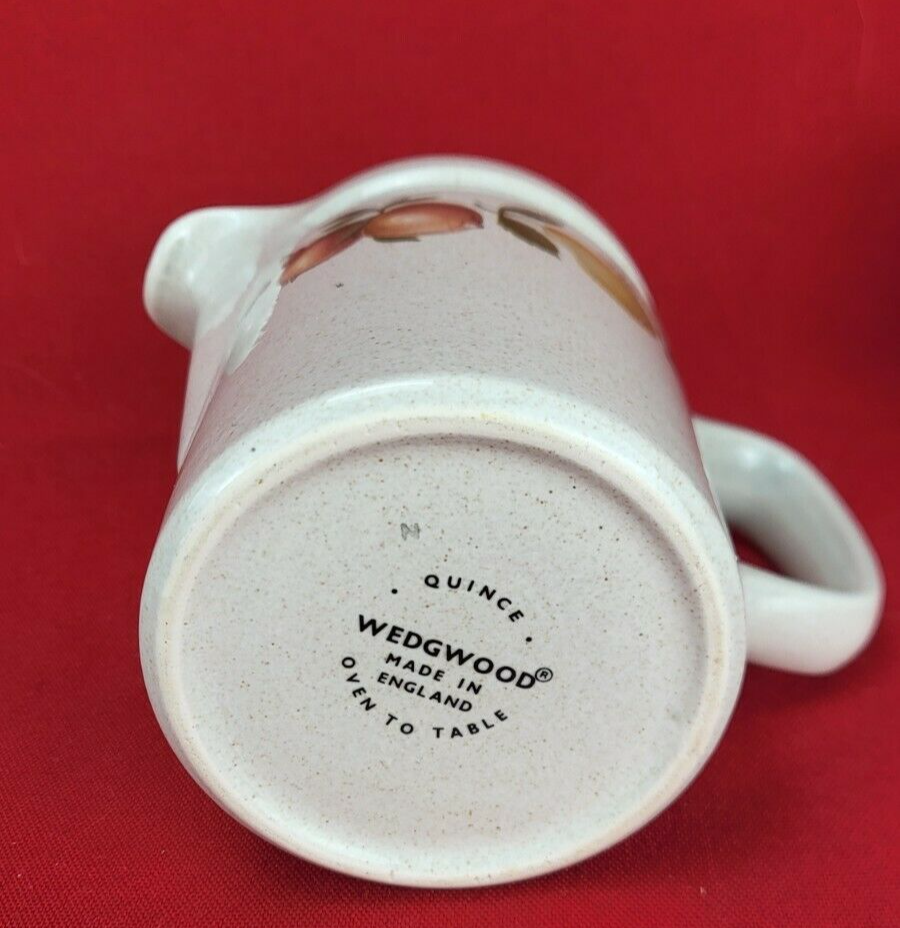 N
QUINCE
WEDGWOOD®
MADE IN
ENGLAND
OVEN TO TABLE